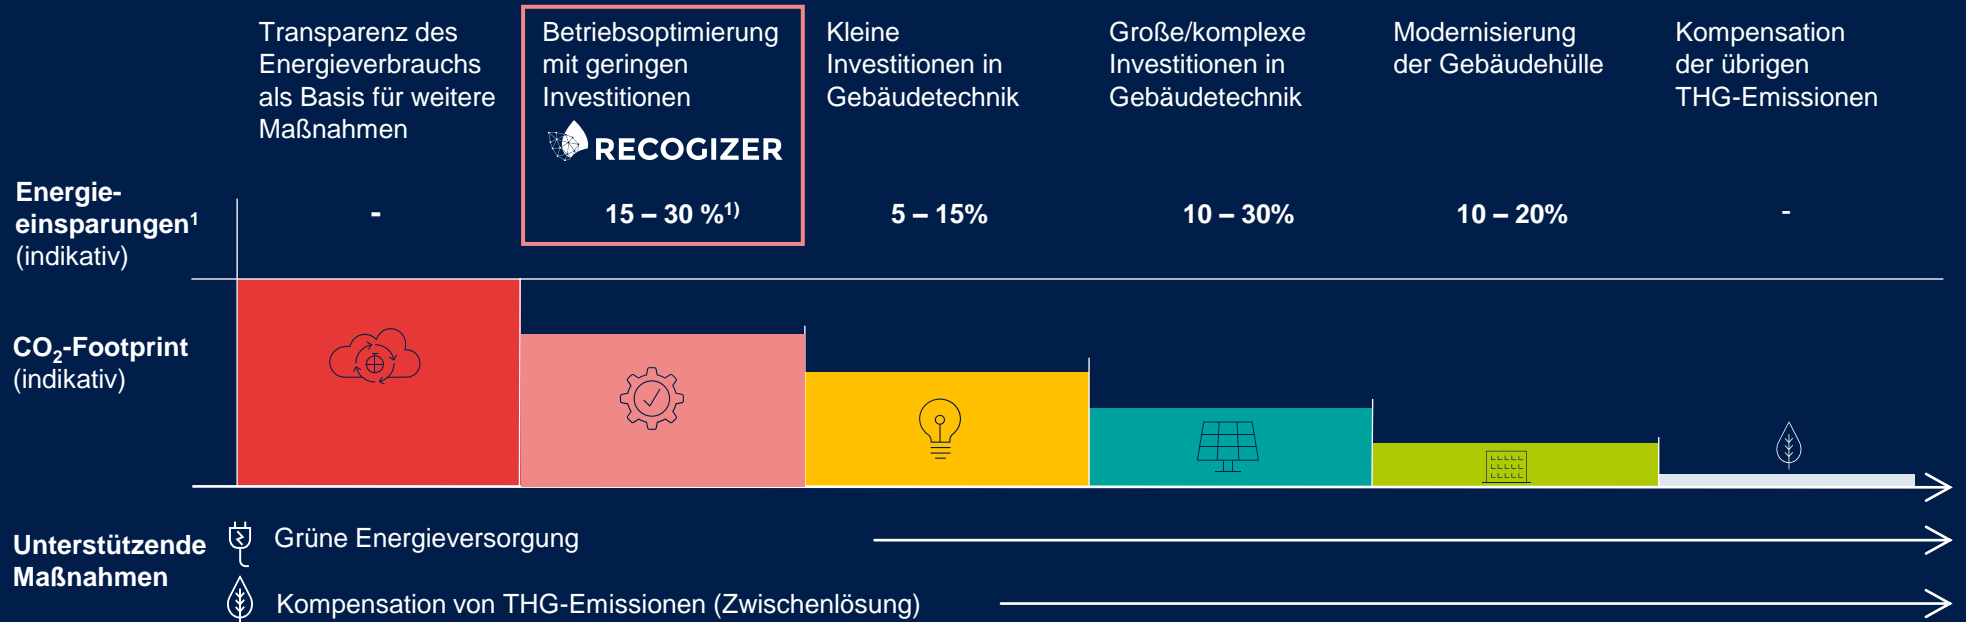 Transparenz des
Energieverbrauchs
als Basis für weitere
Maßnahmen
Betriebsoptimierung
mit geringen
Investitionen
RECOGIZER
Kleine
Investitionen in
Gebäudetechnik
Große/komplexe
Investitionen in
Gebäudetechnik
Modernisierung
der Gebäudehülle
Kompensation
der übrigen
THG-Emissionen
Energie-
einsparungen¹
(indikativ)
-
15 – 30 %¹⁾
5 – 15%
10 – 30%
10 – 20%
-
CO₂-Footprint
(indikativ)
Unterstützende
Maßnahmen
Grüne Energieversorgung
Kompensation von THG-Emissionen (Zwischenlösung)